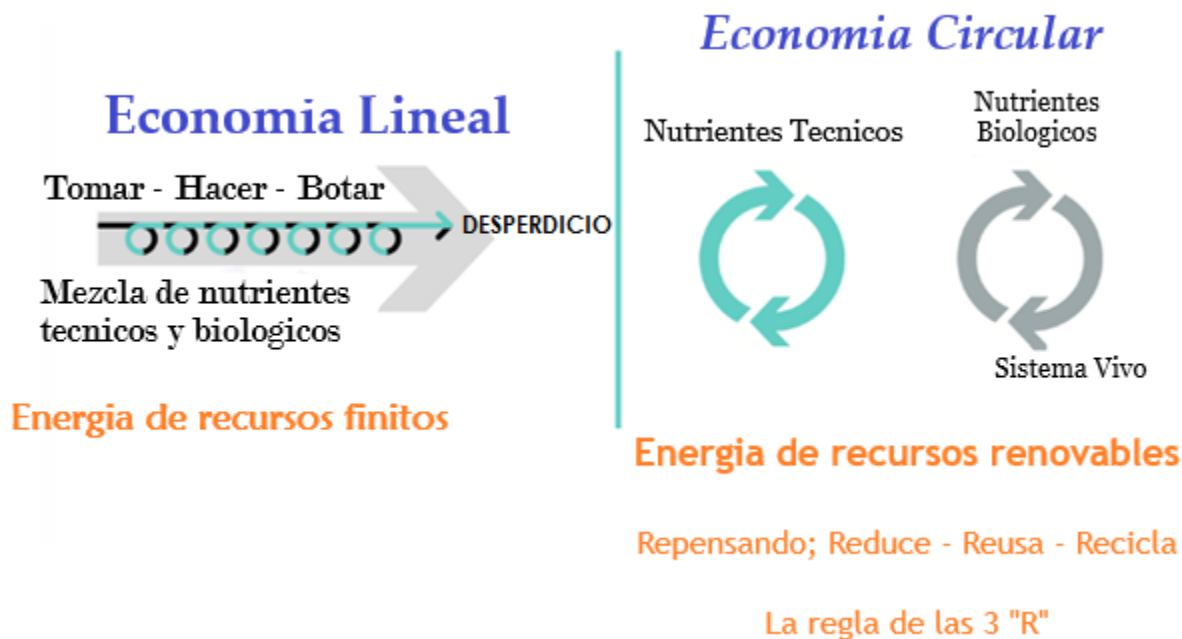 Economia Lineal
Tomar - Hacer - Botar
DESPERDICIO
Mezcla de nutrientes
tecnicos y biologicos
Energia de recursos finitos
Economia Circular
Nutrientes Tecnicos
Nutrientes
Biologicos
Sistema Vivo
Energia de recursos renovables
Repensando; Reduce - Reusa - Recicla
La regla de las 3 "R"